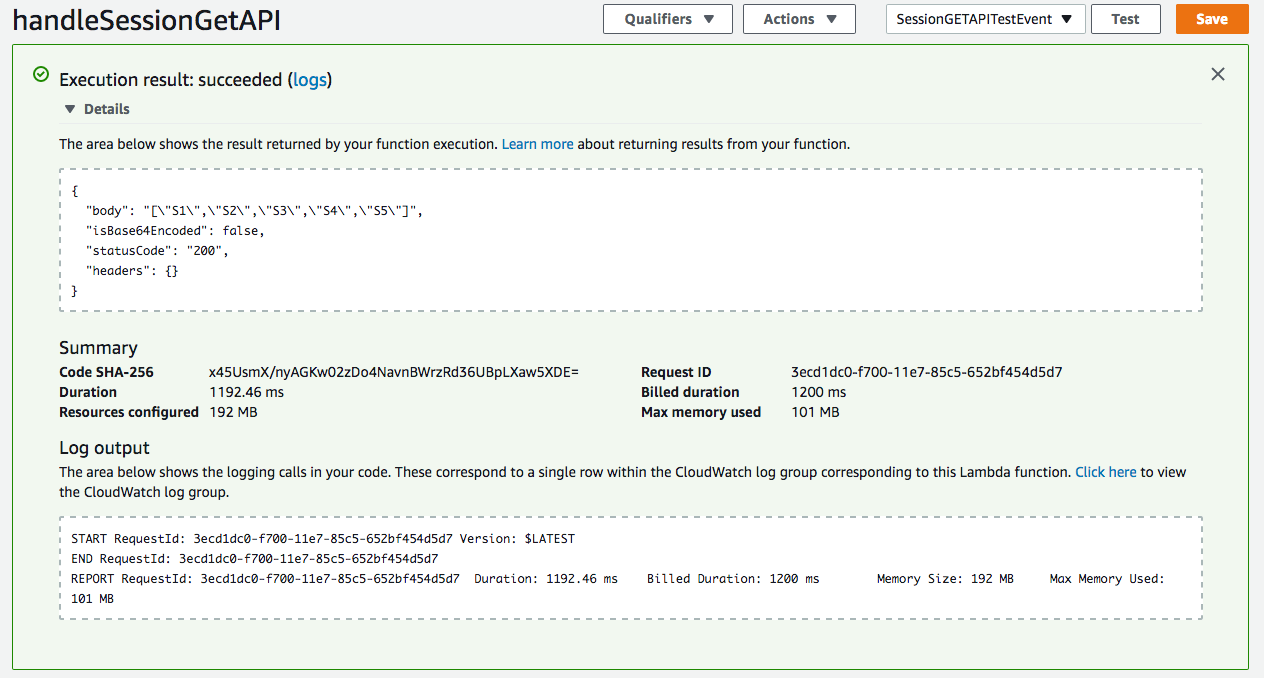 handleSessionGetAPI
Qualifiers
Actions
SessionGETAPITestEvent
Test
Save
Execution result: succeeded (logs)
Details
The area below shows the result returned by your function execution. Learn more about returning results from your function.
{
"body": "[\"S1\",\"S2\",\"S3\",\"S4\",\"S5\"]",
"isBase64Encoded": false,
"statusCode": "200",
"headers": {}
}
Summary
Code SHA-256 x45UsmX/nyAGKw02zDo4NavnBWrzRd36UBpLXaw5XDE= Request ID 3ecd1dc0-f700-11e7-85c5-652bf454d5d7
Duration 1192.46 ms Billed duration 1200 ms
Resources configured 192 MB Max memory used 101 MB
Log output
The area below shows the logging calls in your code. These correspond to a single row within the CloudWatch log group corresponding to this Lambda function. Click here to view
the CloudWatch log group.
START RequestId: 3ecd1dc0-f700-11e7-85c5-652bf454d5d7 Version: $LATEST
END RequestId: 3ecd1dc0-f700-11e7-85c5-652bf454d5d7
REPORT RequestId: 3ecd1dc0-f700-11e7-85c5-652bf454d5d7 Duration: 1192.46 ms Billed Duration: 1200 ms Memory Size: 192 MB Max Memory Used:
101 MB